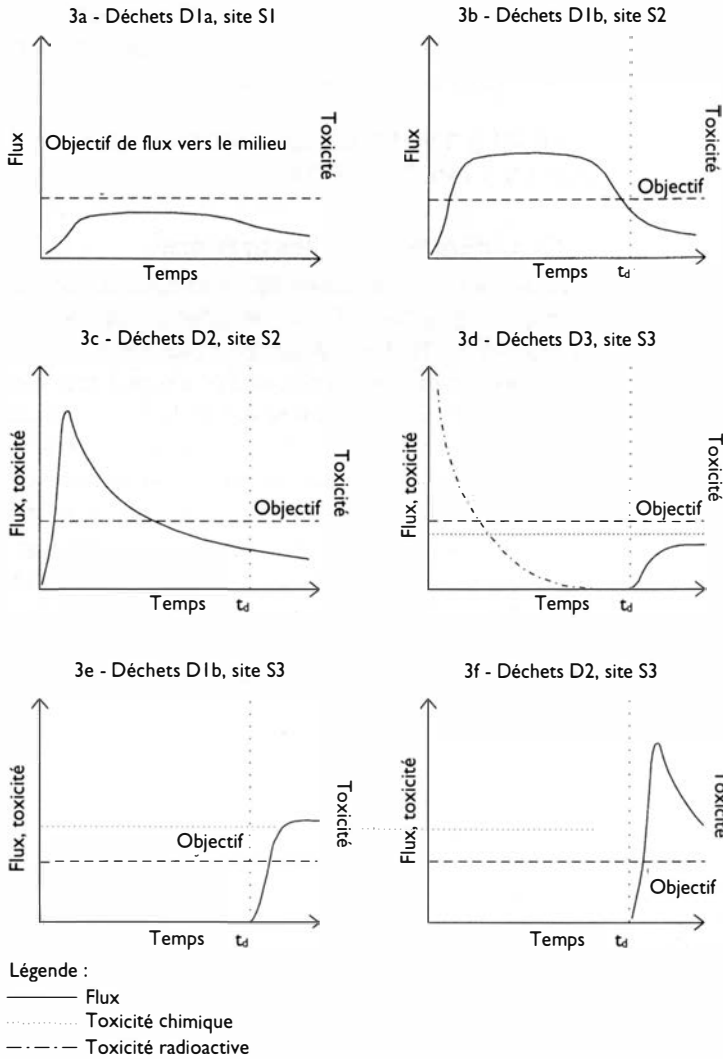 3a - Déchets D1a, site S1
Flux
Objectif de flux vers le milieu
Toxicité
Temps
3b - Déchets D1b, site S2
Objectif
Temps
td
3c - Déchets D2, site S2
Flux, toxicité
Objectif
Toxicité
Temps
td
3d - Déchets D3, site S3
Flux, toxicité
Objectif
Toxicité
Temps
td
3e - Déchets D1b, site S3
Flux, toxicité
Objectif
Toxicité
Temps
td
3f - Déchets D2, site S3
Flux, toxicité
Objectif
Toxicité
Temps
td
Légende :
Flux
Toxicité chimique
Toxicité radioactive